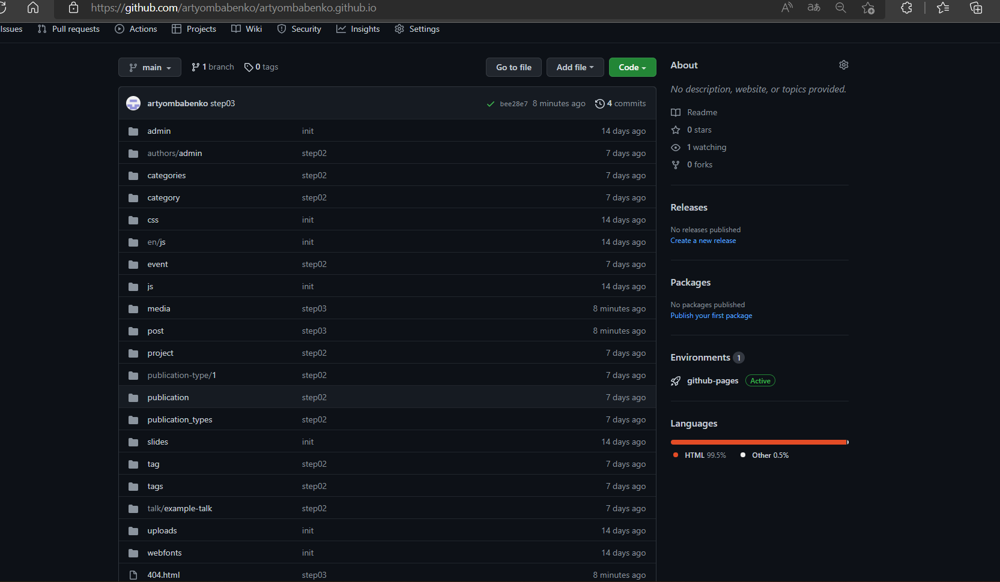 https://github.com/artyombabenko/artyombabenko.github.io
Issues Pull requests Actions Projects Wiki Security Insights Settings
main 1 branch 0 tags Go to file Add file Code
artyombabenko step03 bee28e7 8 minutes ago 4 commits
admin init 14 days ago
authors/admin step02 7 days ago
categories step02 7 days ago
category step02 7 days ago
css init 14 days ago
en/js init 14 days ago
event step02 7 days ago
js init 14 days ago
media step03 8 minutes ago
post step03 8 minutes ago
project step02 7 days ago
publication-type/1 step02 7 days ago
publication step02 7 days ago
publication_types step02 7 days ago
slides init 14 days ago
tag step02 7 days ago
tags step02 7 days ago
talk/example-talk step02 7 days ago
uploads init 14 days ago
webfonts init 14 days ago
404.html step03 8 minutes ago
About
No description, website, or topics provided.
Readme
0 stars
1 watching
0 forks
Releases
No releases published
Create a new release
Packages
No packages published
Publish your first package
Environments 1
github-pages Active
Languages
HTML 99.5% Other 0.5%